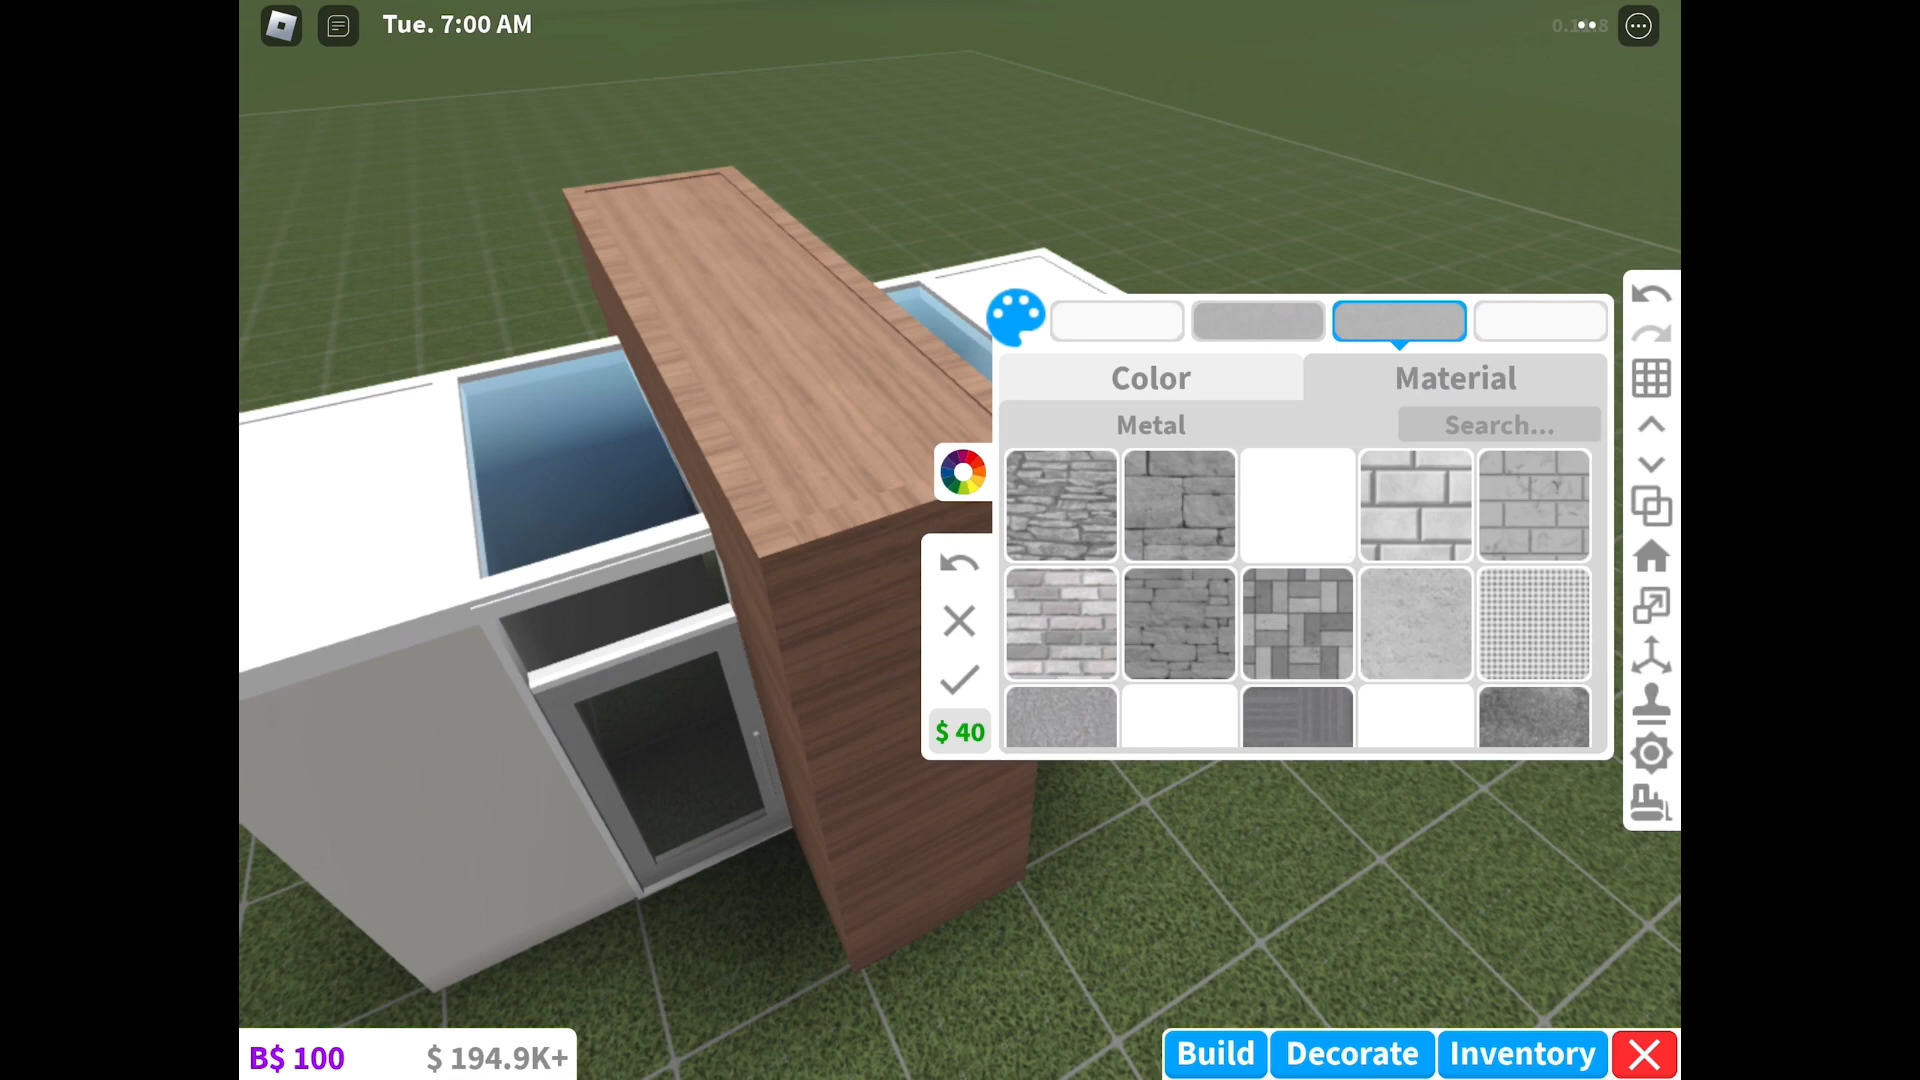 Tue. 7:00 AM
Color
Material
Metal
Search...
$ 40
B$ 100
$ 194.9K+
Build
Decorate
Inventory